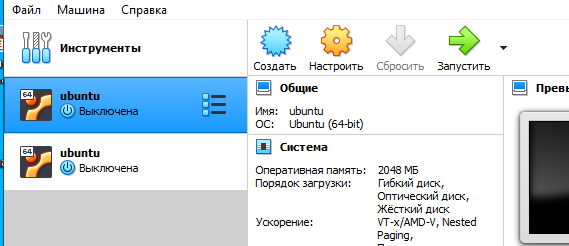 Файл Машина Справка
Инструменты
Создать Настроить Сбросить Запустить
64 ubuntu
Выключена
64 ubuntu
Выключена
Общие
Имя: ubuntu
ОС: Ubuntu (64-bit)
Система
Оперативная память: 2048 МБ
Порядок загрузки: Гибкий диск,
Оптический диск,
Жёсткий диск
Ускорение: VT-x/AMD-V, Nested
Paging,
Превь